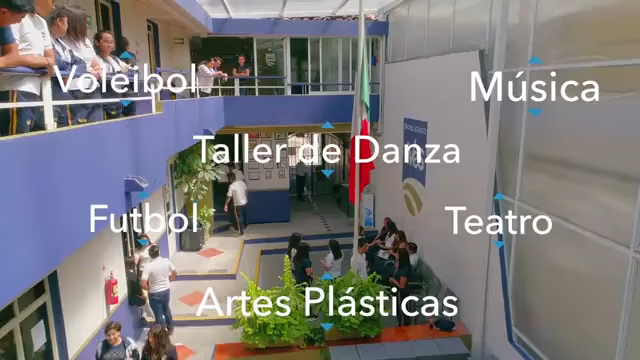 Voleibol
Música
Taller de Danza
Futbol
Teatro
Artes Plásticas